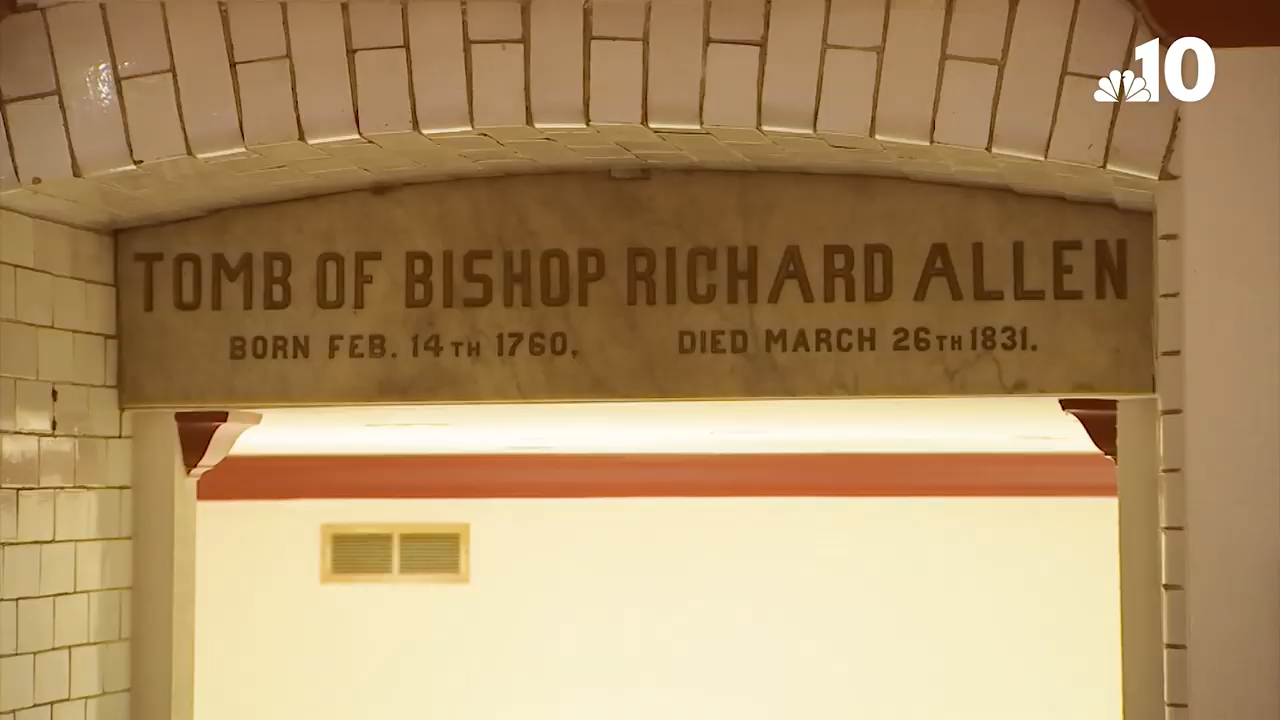 10
TOMB OF BISHOP RICHARD ALLEN
BORN FEB. 14TH 1760. DIED MARCH 26TH 1831.